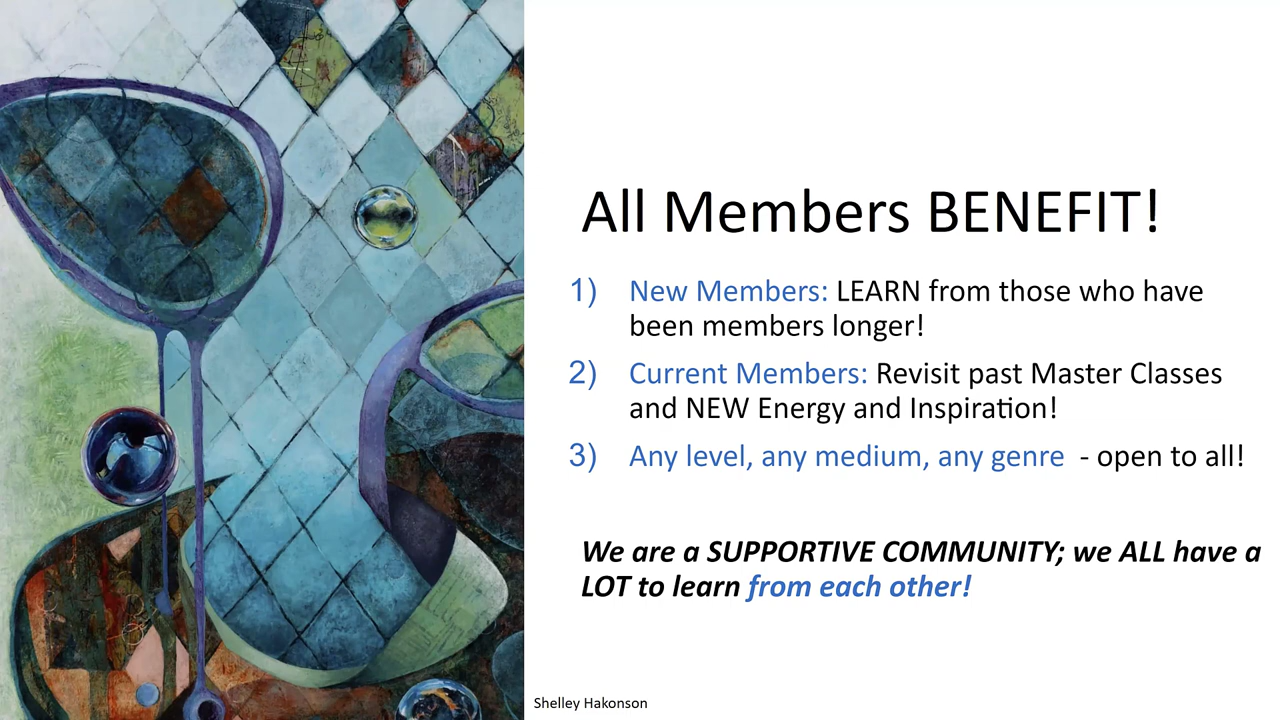 All Members BENEFIT!
1) New Members: LEARN from those who have
been members longer!
2) Current Members: Revisit past Master Classes
and NEW Energy and Inspiration!
3) Any level, any medium, any genre - open to all!
We are a SUPPORTIVE COMMUNITY; we ALL have a
LOT to learn from each other!
Shelley Hakonson